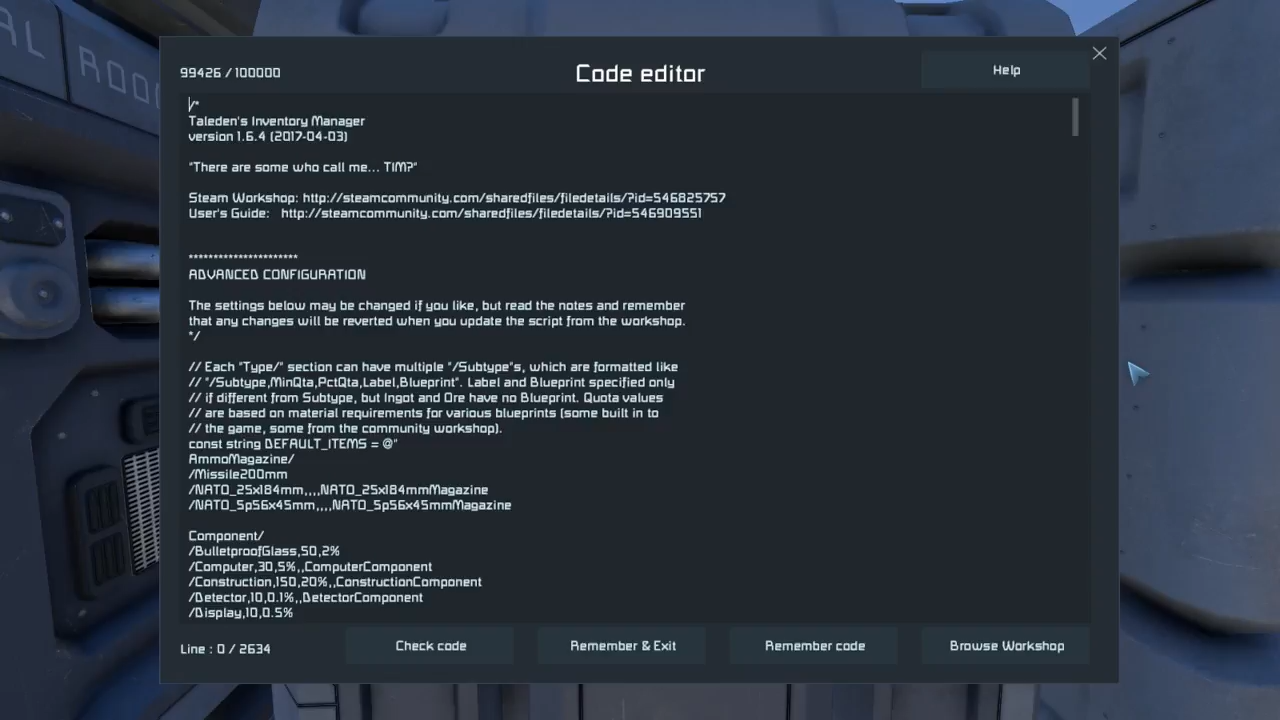 AL
ROO
99426 / 100000
Code editor
Help
/*
Taleden's Inventory Manager
version 1.6.4 (2017-04-03)
"There are some who call me... TIM?"
Steam Workshop: http://steamcommunity.com/sharedfiles/filedetails/?id=546825757
User's Guide: http://steamcommunity.com/sharedfiles/filedetails/?id=546909551
**********************
ADVANCED CONFIGURATION
The settings below may be changed if you like, but read the notes and remember
that any changes will be reverted when you update the script from the workshop.
*/
// Each "Type/" section can have multiple "/Subtype"s, which are formatted like
// "/Subtype,MinQta,PctQta,Label,Blueprint". Label and Blueprint specified only
// if different from Subtype, but Ingot and Ore have no Blueprint. Quota values
// are based on material requirements for various blueprints (some built in to
// the game, some from the community workshop).
const string DEFAULT_ITEMS = @"
AmmoMagazine/
/Missile200mm
/NATO_25x184mm,,,,NATO_25x184mmMagazine
/NATO_5p56x45mm,,,,NATO_5p56x45mmMagazine
Component/
/BulletproofGlass,50,2%
/Computer,30,5%,,ComputerComponent
/Construction,150,20%,,ConstructionComponent
/Detector,10,0.1%,,DetectorComponent
/Display,10,0.5%
Line : 0 / 2634
Check code
Remember & Exit
Remember code
Browse Workshop